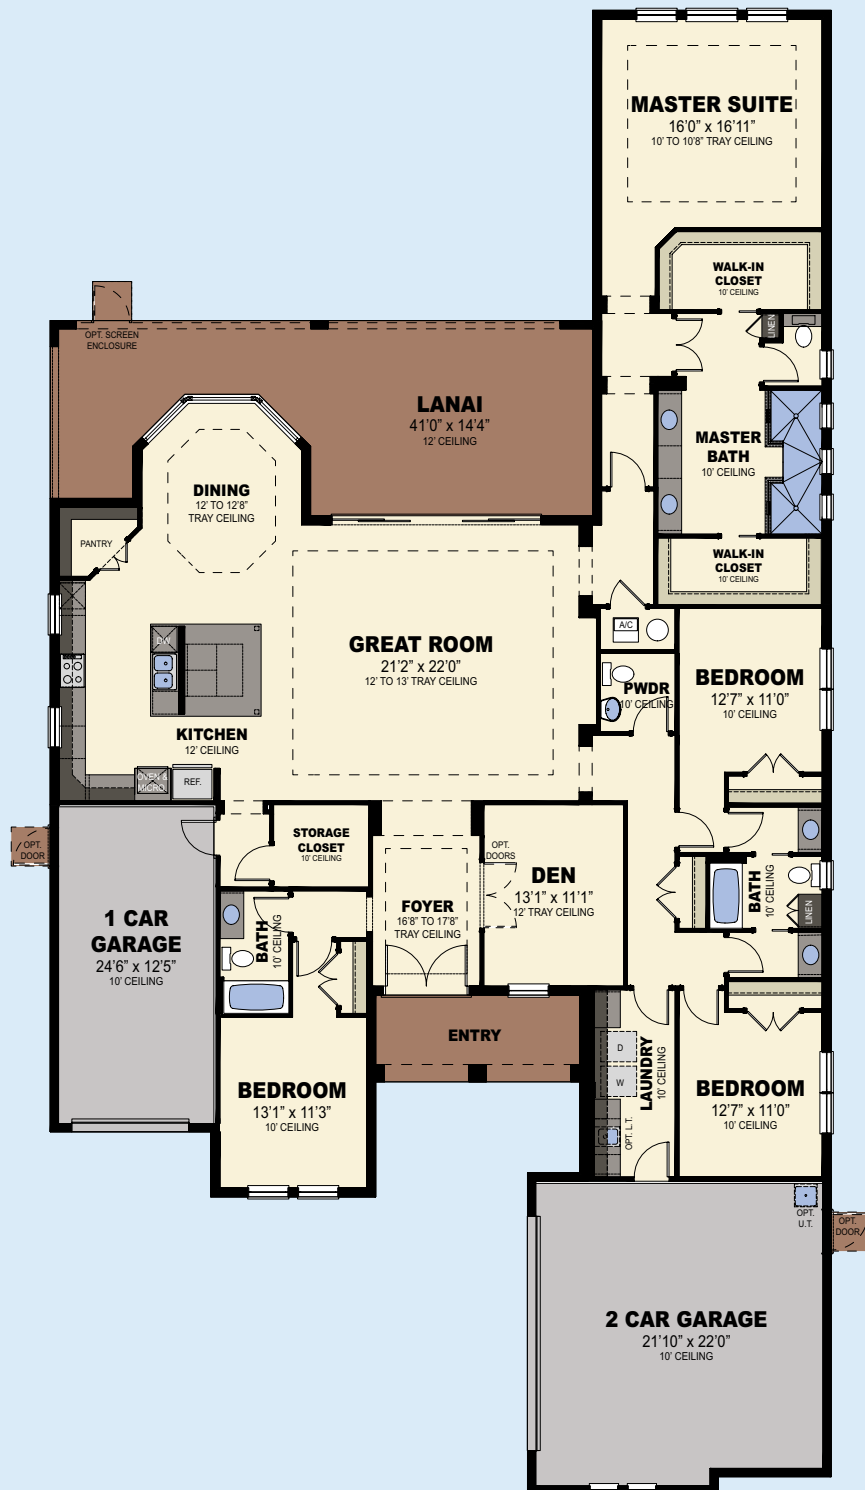 MASTER SUITE
16'0" x 16'11"
10' TO 10'8" TRAY CEILING
WALK-IN
CLOSET
10' CEILING
LINEN
OPT. SCREEN
ENCLOSURE
LANAI
41'0" x 14'4"
12' CEILING
MASTER
BATH
10' CEILING
DINING
12' TO 12'8"
TRAY CEILING
PANTRY
WALK-IN
CLOSET
10' CEILING
A/C
DW
GREAT ROOM
21'2" x 22'0"
12' TO 13' TRAY CEILING
PWDR
10' CEILING
BEDROOM
12'7" x 11'0"
10' CEILING
KITCHEN
12' CEILING
OVEN &
MICRO.
REF.
OPT.
DOOR
STORAGE
CLOSET
10' CEILING
OPT.
DOORS
DEN
13'1" x 11'1"
12' TRAY CEILING
1 CAR
GARAGE
24'6" x 12'5"
10' CEILING
BATH
10' CEILING
FOYER
16'8" TO 17'8"
TRAY CEILING
BATH
10' CEILING
LINEN
ENTRY
BEDROOM
13'1" x 11'3"
10' CEILING
D
W
LAUNDRY
10' CEILING
OPT. L.T.
BEDROOM
12'7" x 11'0"
10' CEILING
OPT.
U.T.
OPT.
DOOR
2 CAR GARAGE
21'10" x 22'0"
10' CEILING